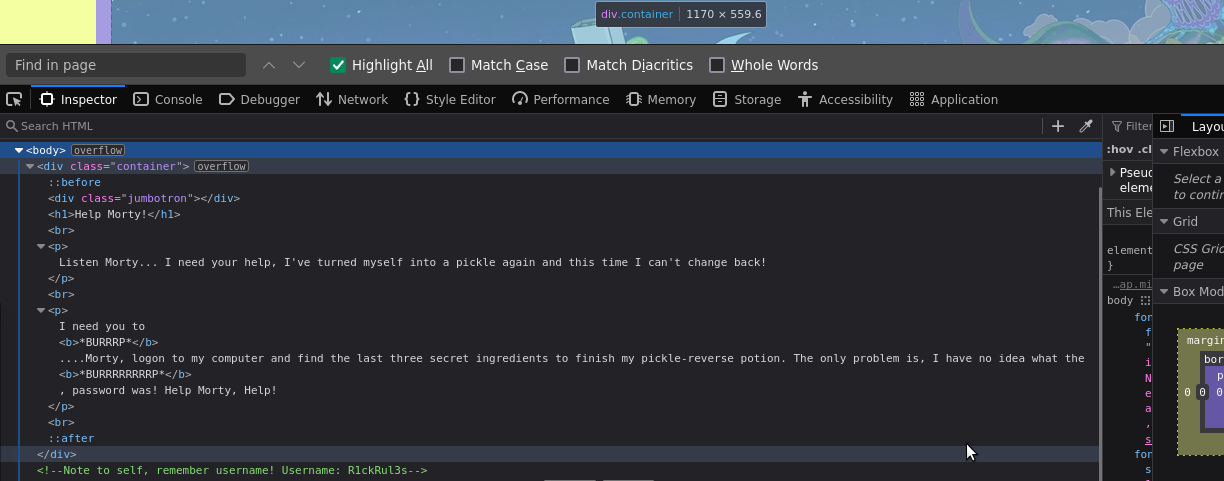 div.container 1170 × 559.6
Find in page Highlight All Match Case Match Diacritics Whole Words
Inspector Console Debugger Network Style Editor Performance Memory Storage Accessibility Application
Search HTML
Filter
Layou
<body> overflow
:hov .cl
Flexbox
<div class="container"> overflow
::before
Pseu
eleme
Select a
to contin
<div class="jumbotron"></div>
<h1>Help Morty!</h1>
This Ele
Grid
<br>
<p>
element
CSS Grid
Listen Morty... I need your help, I've turned myself into a pickle again and this time I can't change back!
}
page
</p>
…ap.mi
<br>
body
Box Mod
<p>
fon
I need you to
f
<b>*BURRRP*</b>
"
margin
....Morty, logon to my computer and find the last three secret ingredients to finish my pickle-reverse potion. The only problem is, I have no idea what the
i
bor
<b>*BURRRRRRRRP*</b>
N
p
, password was! Help Morty, Help!
e
0 0 0
</p>
a
<br>
,
::after
s
</div>
fon
<!--Note to self, remember username! Username: R1ckRul3s-->
s